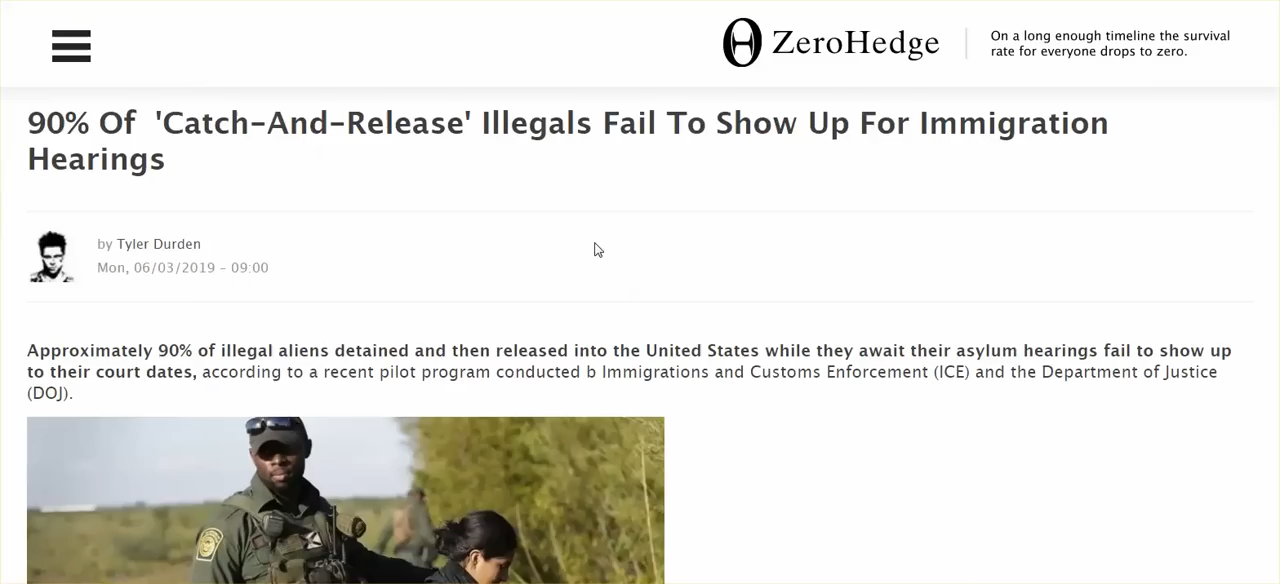 ZeroHedge
On a long enough timeline the survival
rate for everyone drops to zero.
90% Of 'Catch-And-Release' Illegals Fail To Show Up For Immigration
Hearings
by Tyler Durden
Mon, 06/03/2019 - 09:00
Approximately 90% of illegal aliens detained and then released into the United States while they await their asylum hearings fail to show up
to their court dates, according to a recent pilot program conducted b Immigrations and Customs Enforcement (ICE) and the Department of Justice
(DOJ).